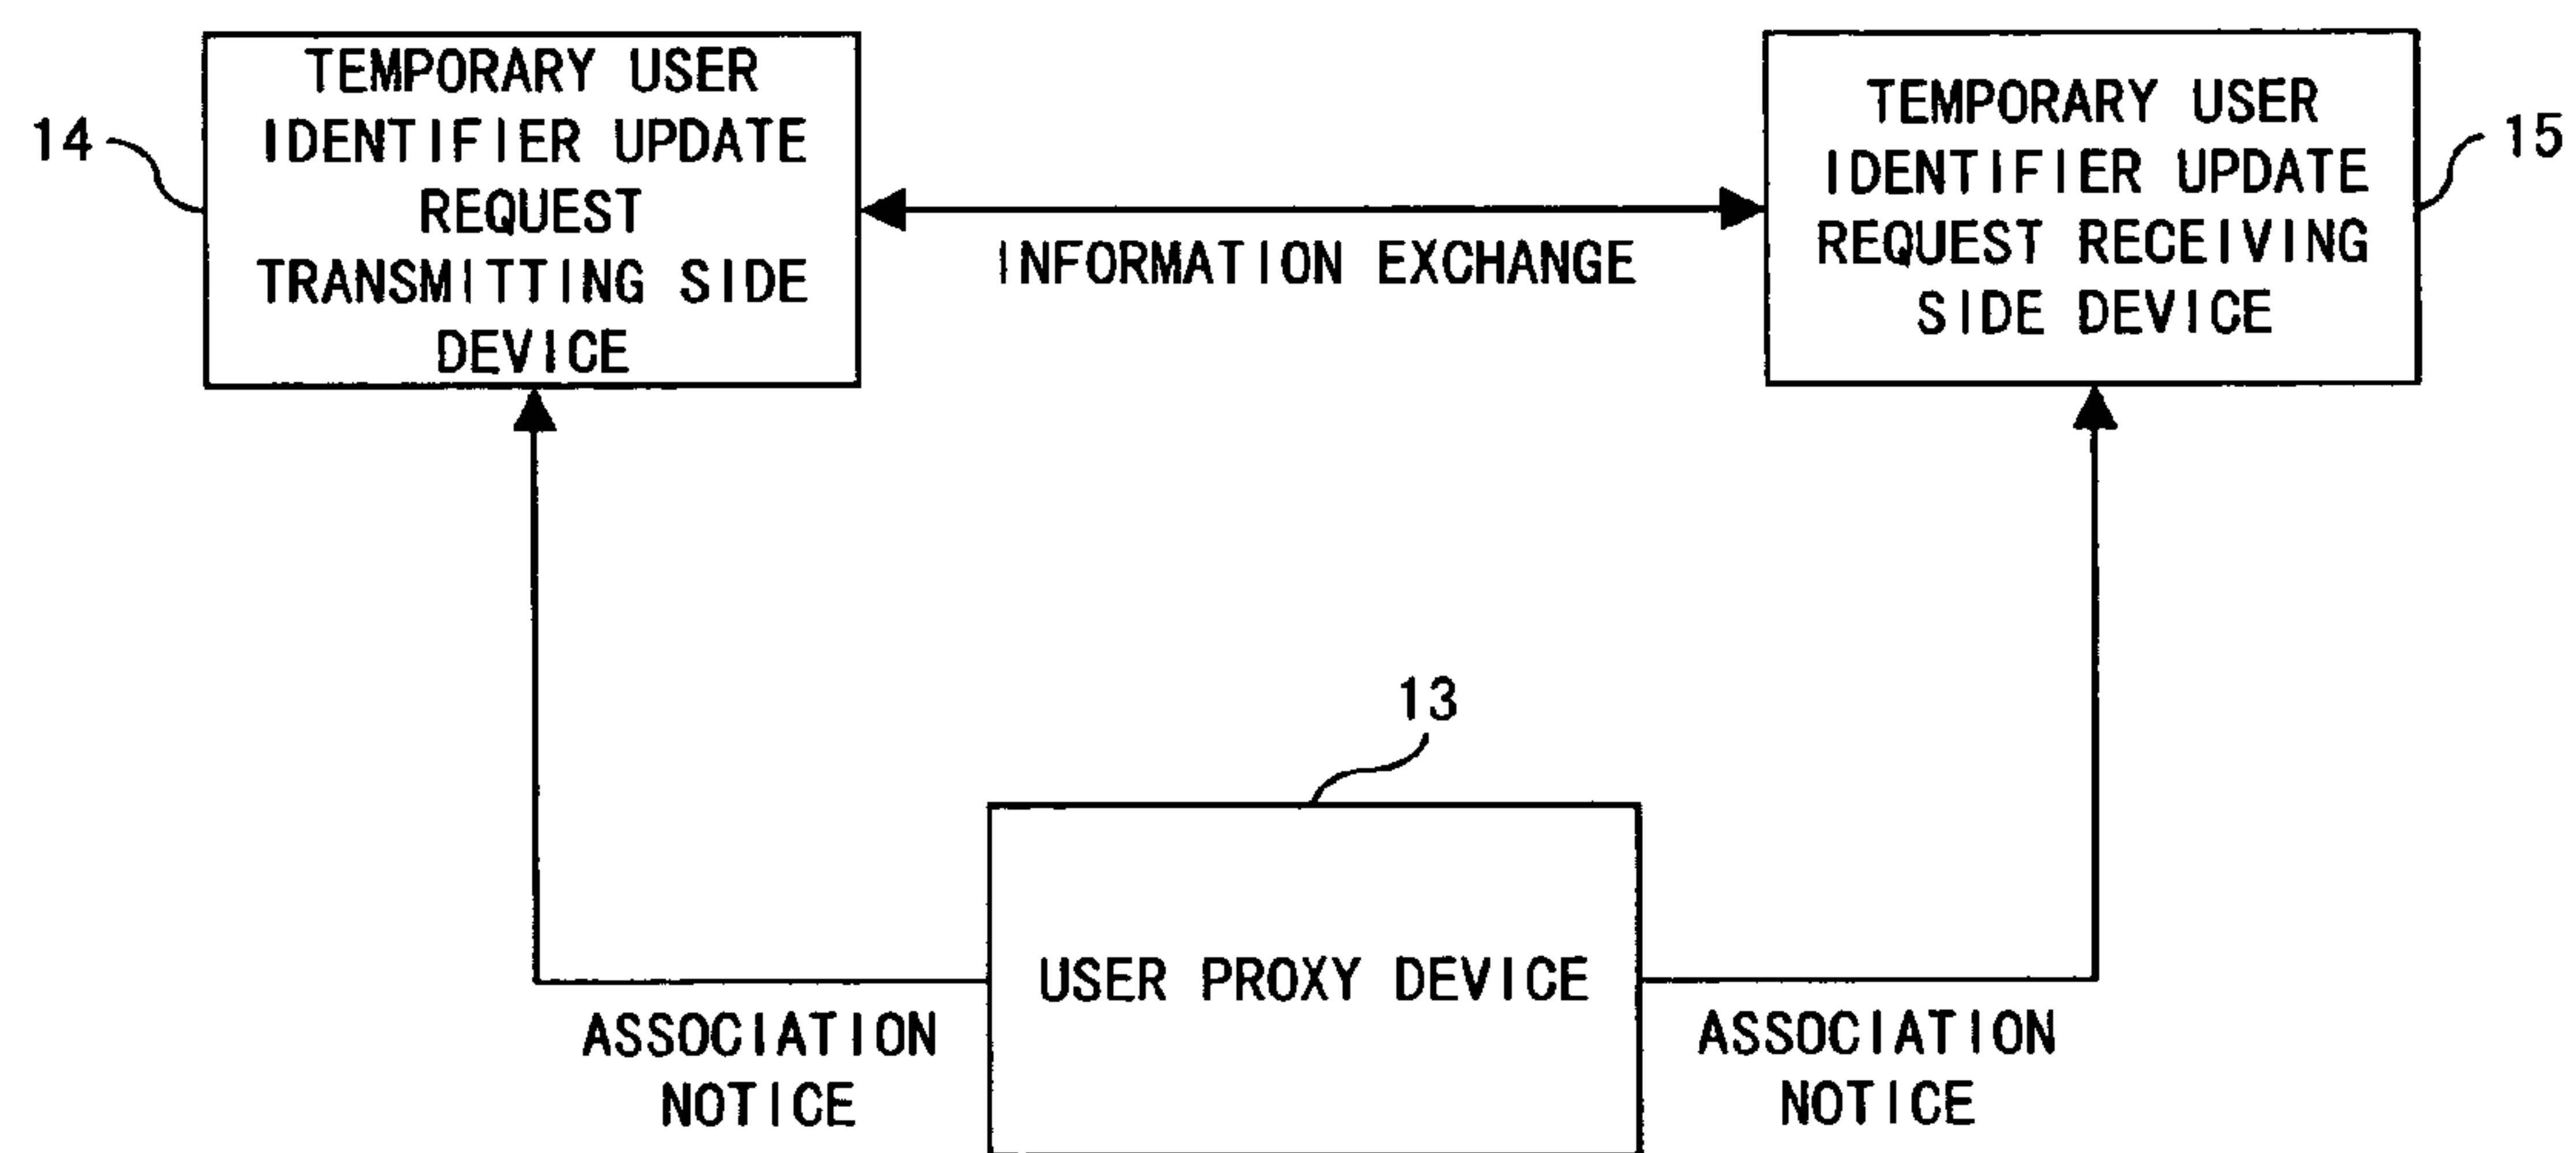 TEMPORARY USER
IDENTIFIER UPDATE
REQUEST
TRANSMITTING SIDE
DEVICE
14
TEMPORARY USER
IDENTIFIER UPDATE
REQUEST RECEIVING
SIDE DEVICE
15
INFORMATION EXCHANGE
13
USER PROXY DEVICE
ASSOCIATION
NOTICE
ASSOCIATION
NOTICE